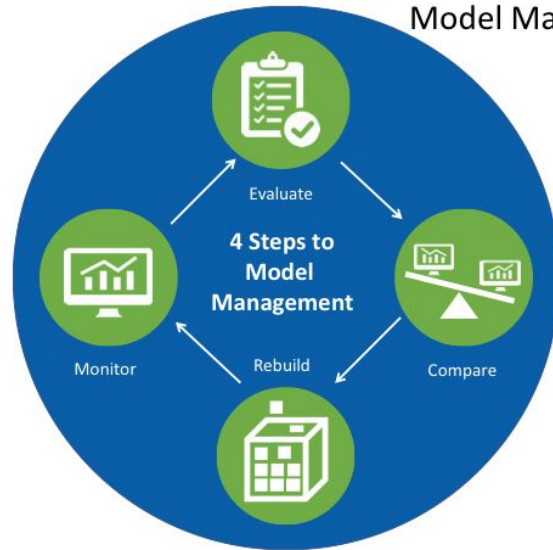 Model Ma
Evaluate
4 Steps to
Model
Management
Monitor
Rebuild
Compare